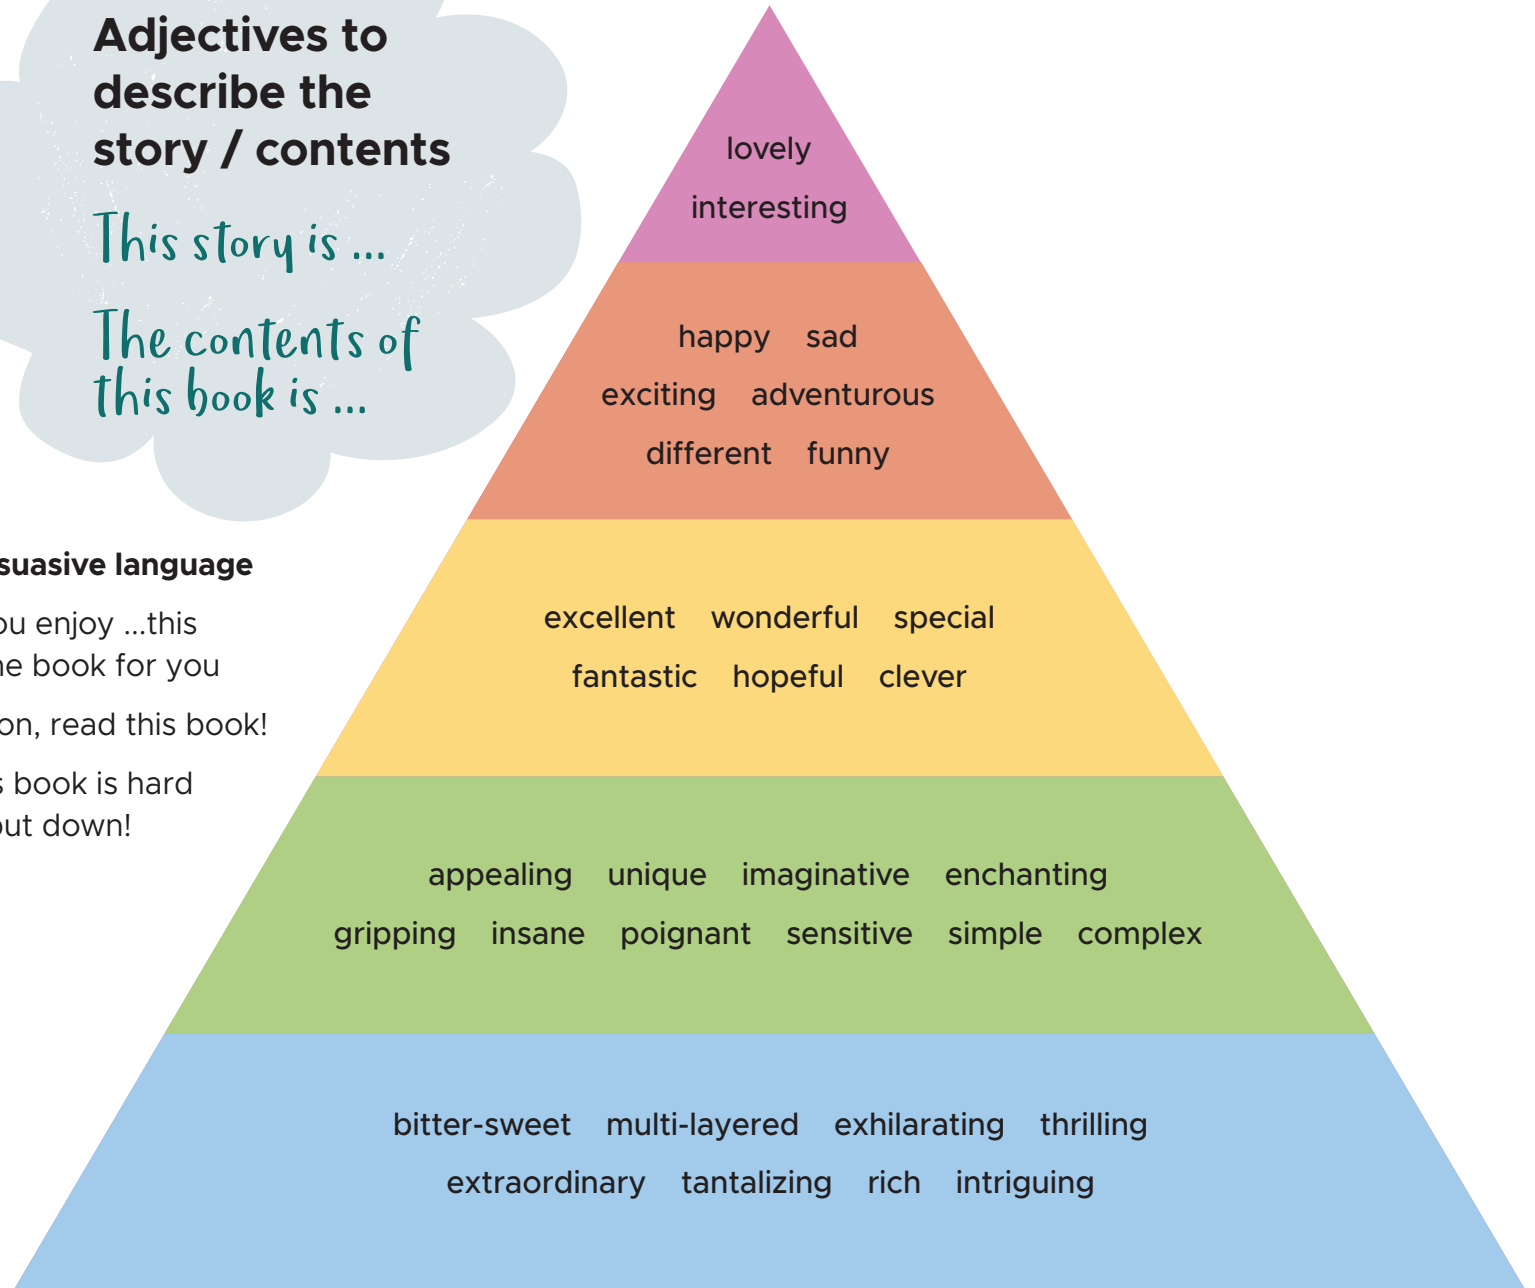 Adjectives to
describe the
story / contents
This story is ...
The contents of
this book is ...
suasive language
ou enjoy ...this
he book for you
on, read this book!
s book is hard
out down!
lovely
interesting
happy sad
exciting adventurous
different funny
excellent wonderful special
fantastic hopeful clever
appealing unique imaginative enchanting
gripping insane poignant sensitive simple complex
bitter-sweet multi-layered exhilarating thrilling
extraordinary tantalizing rich intriguing